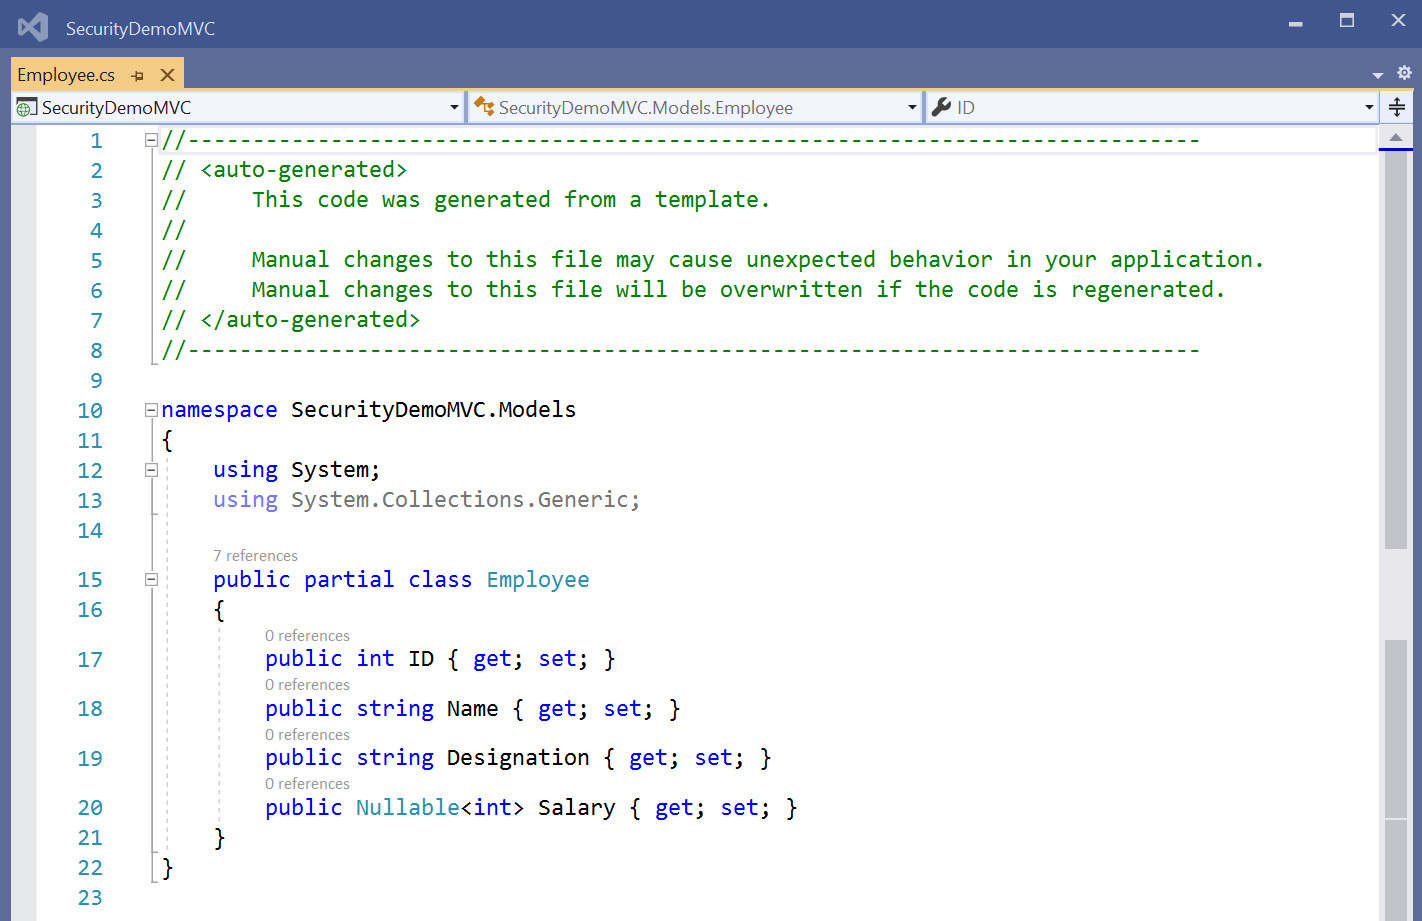 SecurityDemoMVC
Employee.cs
SecurityDemoMVC SecurityDemoMVC.Models.Employee ID
1 //------------------------------------------------------------------------------
2 // <auto-generated>
3 //     This code was generated from a template.
4 //
5 //     Manual changes to this file may cause unexpected behavior in your application.
6 //     Manual changes to this file will be overwritten if the code is regenerated.
7 // </auto-generated>
8 //------------------------------------------------------------------------------
9
10 namespace SecurityDemoMVC.Models
11 {
12     using System;
13     using System.Collections.Generic;
14
7 references
15     public partial class Employee
16     {
0 references
17         public int ID { get; set; }
0 references
18         public string Name { get; set; }
0 references
19         public string Designation { get; set; }
0 references
20         public Nullable<int> Salary { get; set; }
21     }
22 }
23